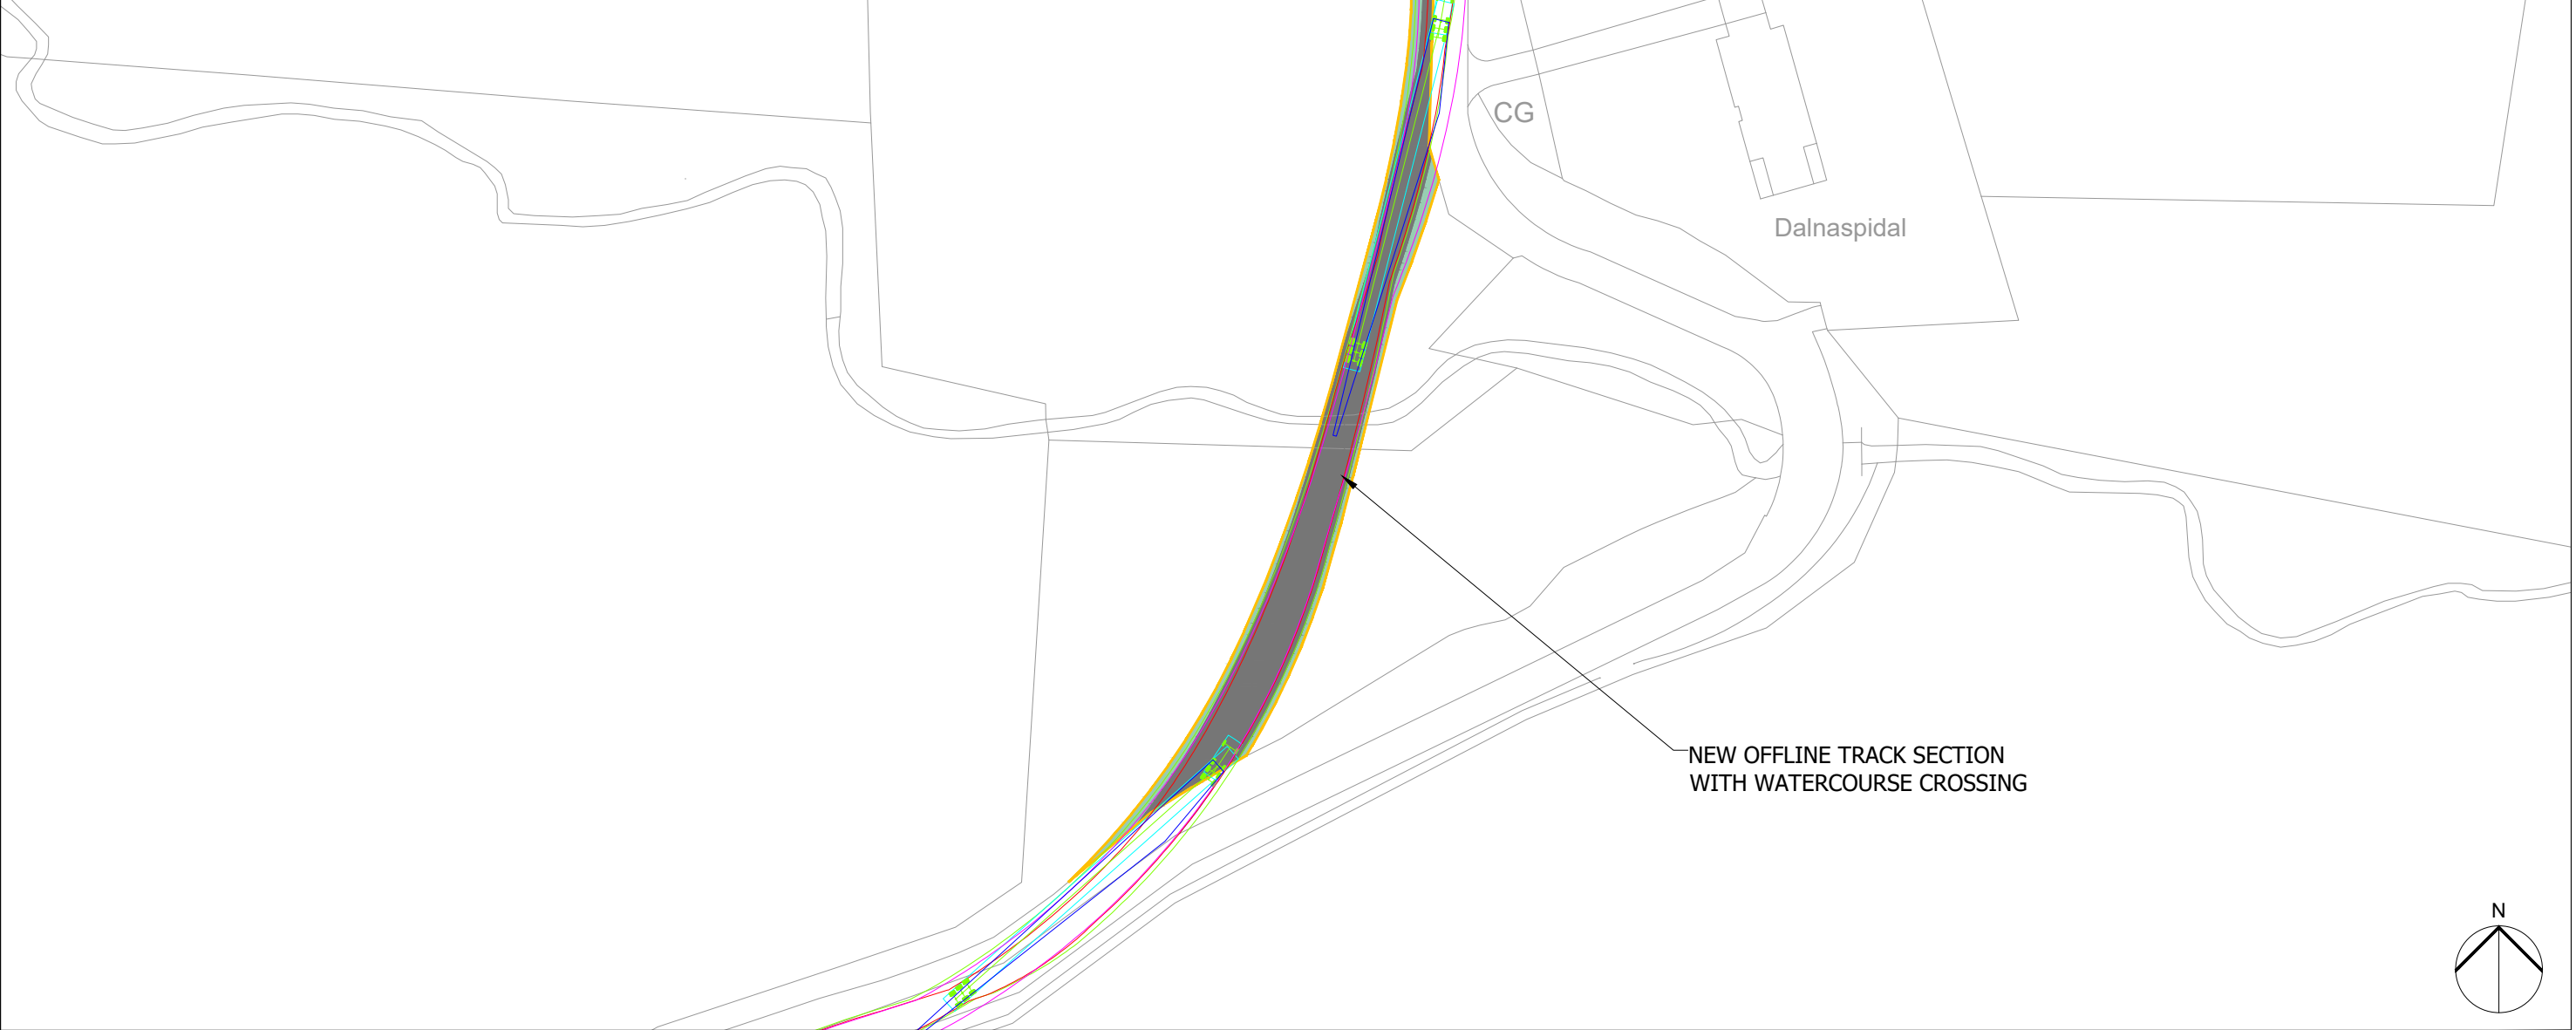 CG
Dalnaspidal
NEW OFFLINE TRACK SECTION
WITH WATERCOURSE CROSSING
N